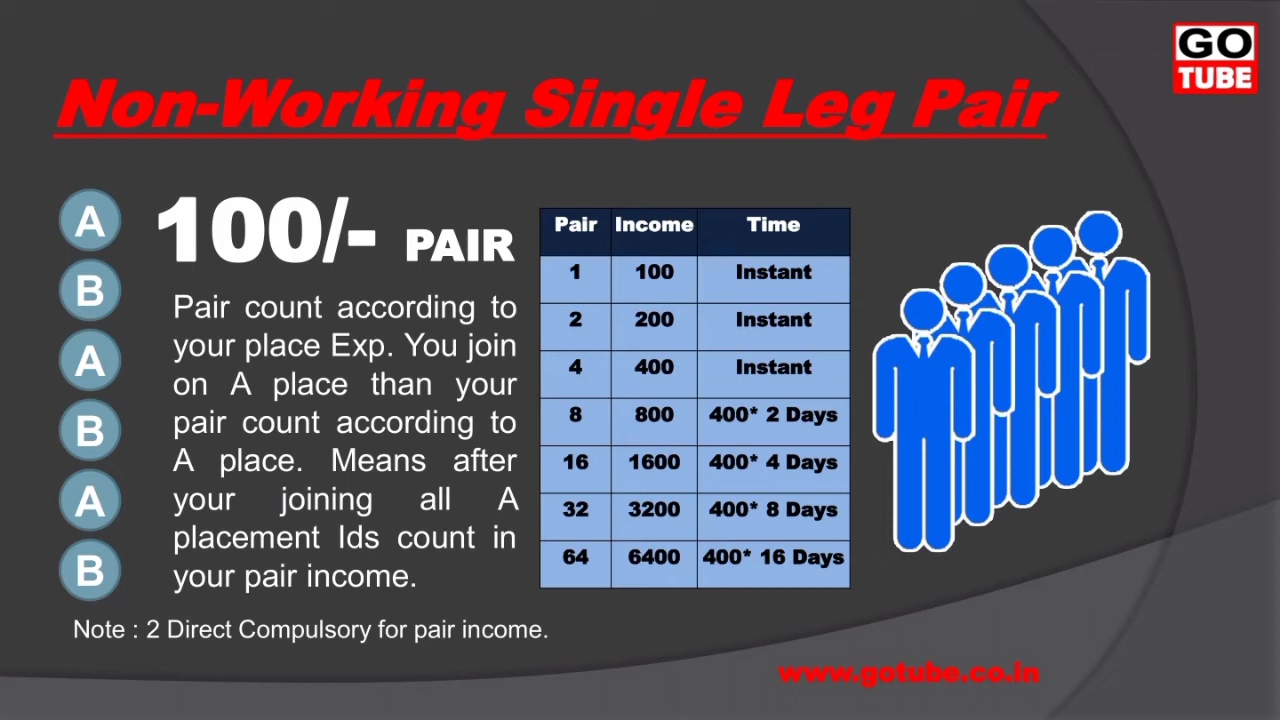 GO
TUBE
Non-Working Single Leg Pair
A
B
A
B
A
B
100/- PAIR
Pair count according to
your place Exp. You join
on A place than your
pair count according to
A place. Means after
your joining all A
placement Ids count in
your pair income.
Pair Income Time
1 100 Instant
2 200 Instant
4 400 Instant
8 800 400* 2 Days
16 1600 400* 4 Days
32 3200 400* 8 Days
64 6400 400* 16 Days
Note : 2 Direct Compulsory for pair income.
www.gotube.co.in